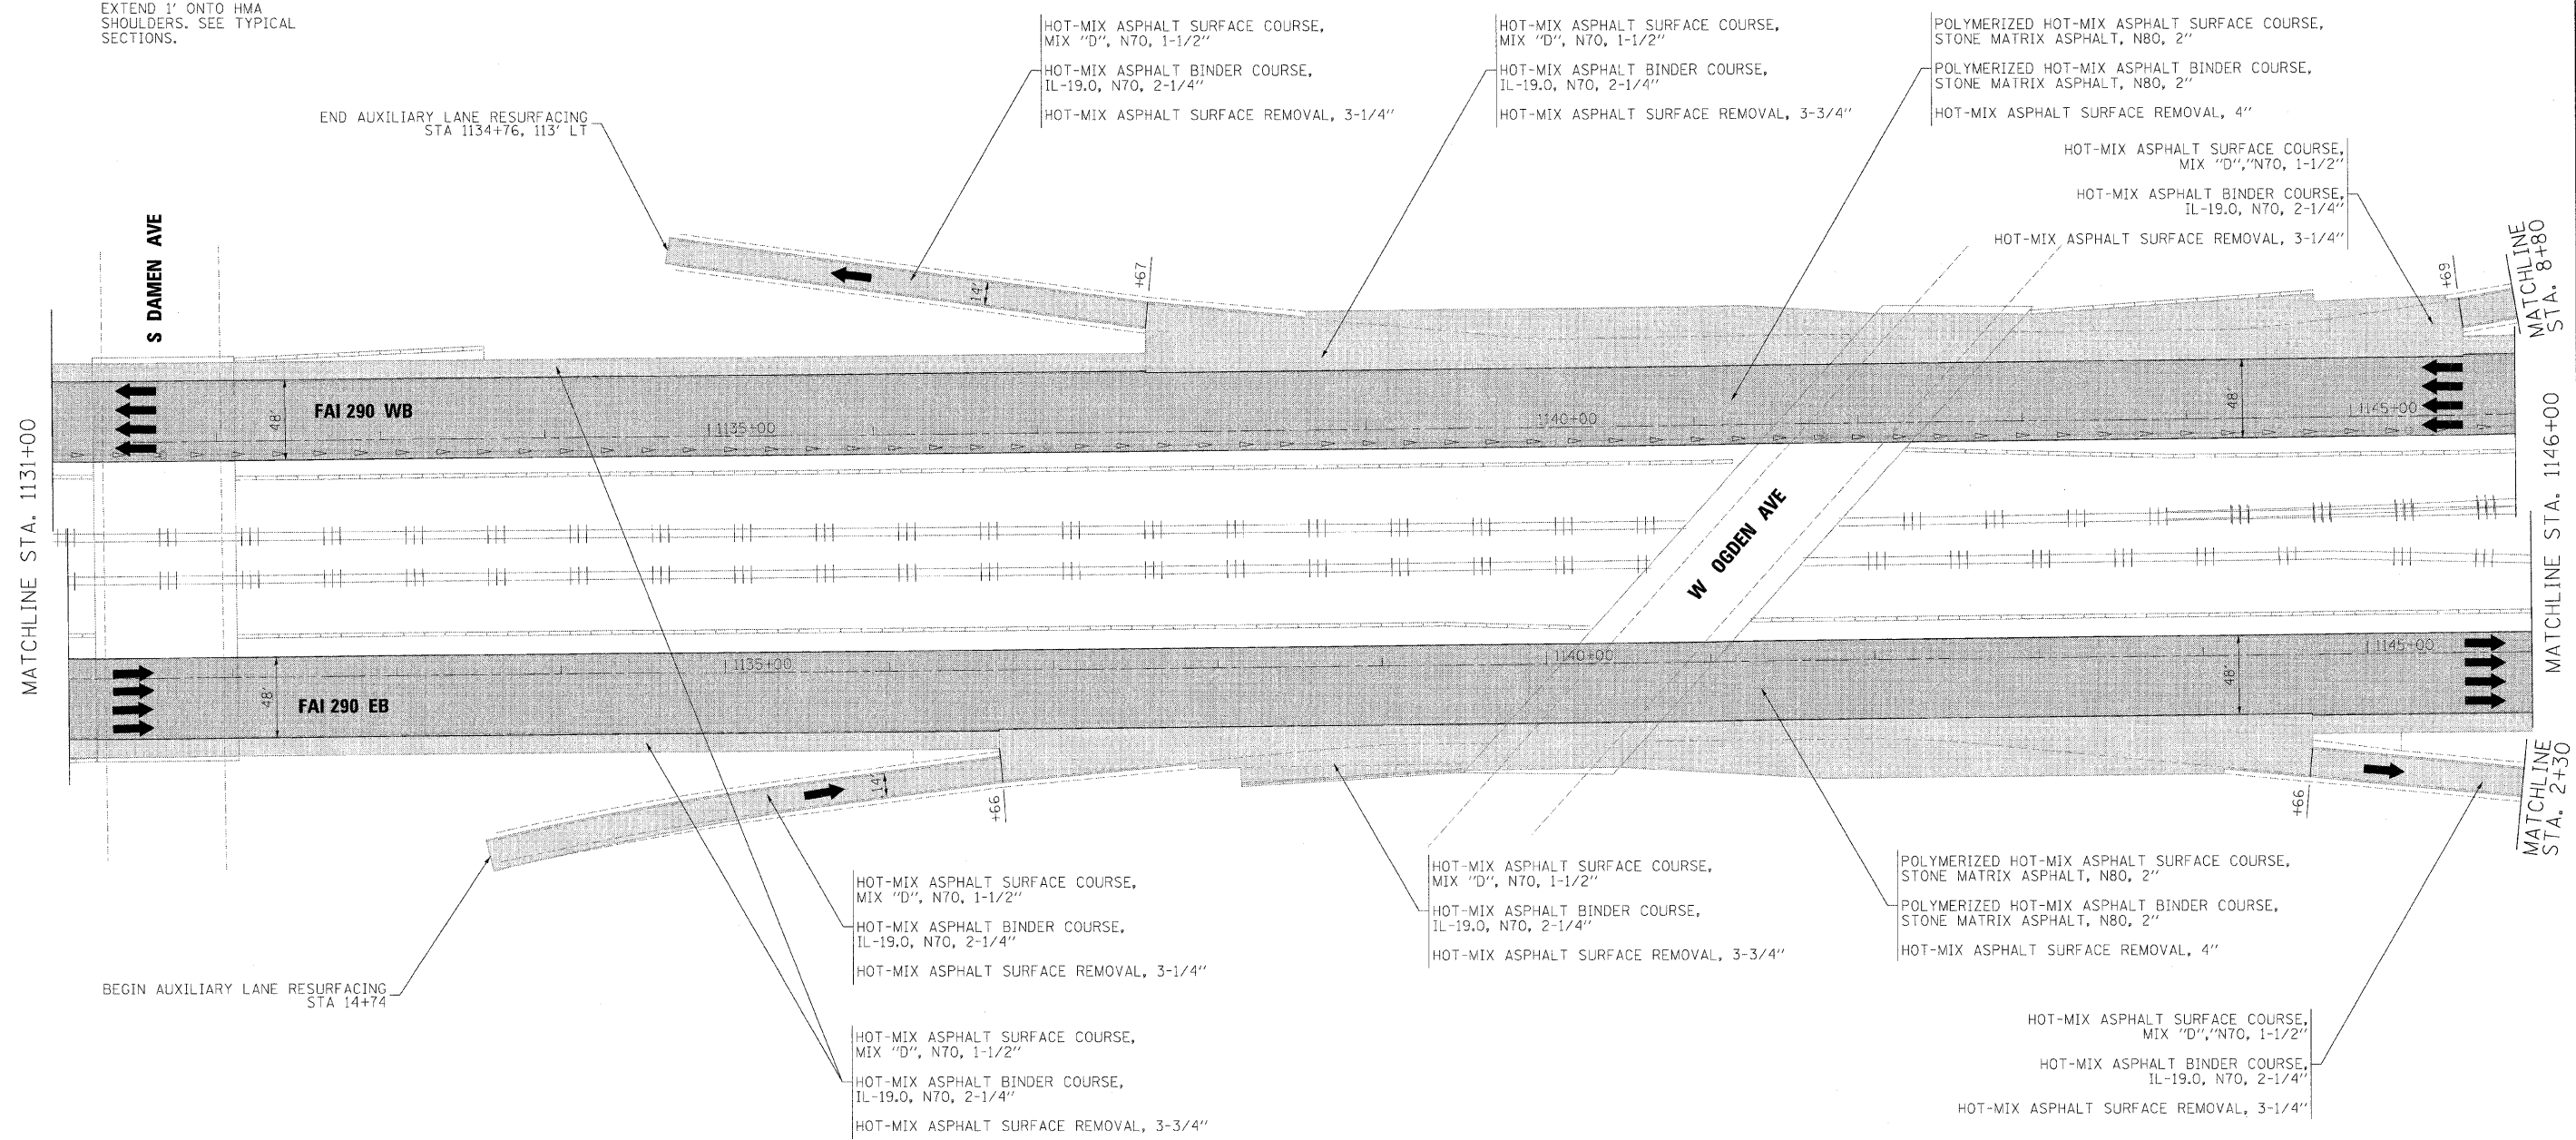 EXTEND 1' ONTO HMA
SHOULDERS. SEE TYPICAL
SECTIONS.
HOT-MIX ASPHALT SURFACE COURSE,
MIX "D", N70, 1-1/2"
HOT-MIX ASPHALT BINDER COURSE,
IL-19.0, N70, 2-1/4"
HOT-MIX ASPHALT SURFACE REMOVAL, 3-1/4"
HOT-MIX ASPHALT SURFACE COURSE,
MIX "D", N70, 1-1/2"
HOT-MIX ASPHALT BINDER COURSE,
IL-19.0, N70, 2-1/4"
HOT-MIX ASPHALT SURFACE REMOVAL, 3-3/4"
POLYMERIZED HOT-MIX ASPHALT SURFACE COURSE,
STONE MATRIX ASPHALT, N80, 2"
POLYMERIZED HOT-MIX ASPHALT BINDER COURSE,
STONE MATRIX ASPHALT, N80, 2"
HOT-MIX ASPHALT SURFACE REMOVAL, 4"
HOT-MIX ASPHALT SURFACE COURSE,
MIX "D","N70, 1-1/2"
HOT-MIX ASPHALT BINDER COURSE,
IL-19.0, N70, 2-1/4"
HOT-MIX ASPHALT SURFACE REMOVAL, 3-1/4"
END AUXILIARY LANE RESURFACING
STA 1134+76, 113' LT
S DAMEN AVE
14'
+67
+69
MATCHLINE
STA. 8+80
MATCHLINE STA. 1131+00
48'
FAI 290 WB
1135+00
1140+00
48'
1145+00
MATCHLINE STA. 1146+00
W OGDEN AVE
48'
FAI 290 EB
1135+00
1140+00
48'
1145+00
14'
+66
+66
MATCHLINE
STA. 2+30
BEGIN AUXILIARY LANE RESURFACING
STA 14+74
HOT-MIX ASPHALT SURFACE COURSE,
MIX "D", N70, 1-1/2"
HOT-MIX ASPHALT BINDER COURSE,
IL-19.0, N70, 2-1/4"
HOT-MIX ASPHALT SURFACE REMOVAL, 3-1/4"
HOT-MIX ASPHALT SURFACE COURSE,
MIX "D", N70, 1-1/2"
HOT-MIX ASPHALT BINDER COURSE,
IL-19.0, N70, 2-1/4"
HOT-MIX ASPHALT SURFACE REMOVAL, 3-3/4"
POLYMERIZED HOT-MIX ASPHALT SURFACE COURSE,
STONE MATRIX ASPHALT, N80, 2"
POLYMERIZED HOT-MIX ASPHALT BINDER COURSE,
STONE MATRIX ASPHALT, N80, 2"
HOT-MIX ASPHALT SURFACE REMOVAL, 4"
HOT-MIX ASPHALT SURFACE COURSE,
MIX "D", N70, 1-1/2"
HOT-MIX ASPHALT BINDER COURSE,
IL-19.0, N70, 2-1/4"
HOT-MIX ASPHALT SURFACE REMOVAL, 3-3/4"
HOT-MIX ASPHALT SURFACE COURSE,
MIX "D","N70, 1-1/2"
HOT-MIX ASPHALT BINDER COURSE,
IL-19.0, N70, 2-1/4"
HOT-MIX ASPHALT SURFACE REMOVAL, 3-1/4"